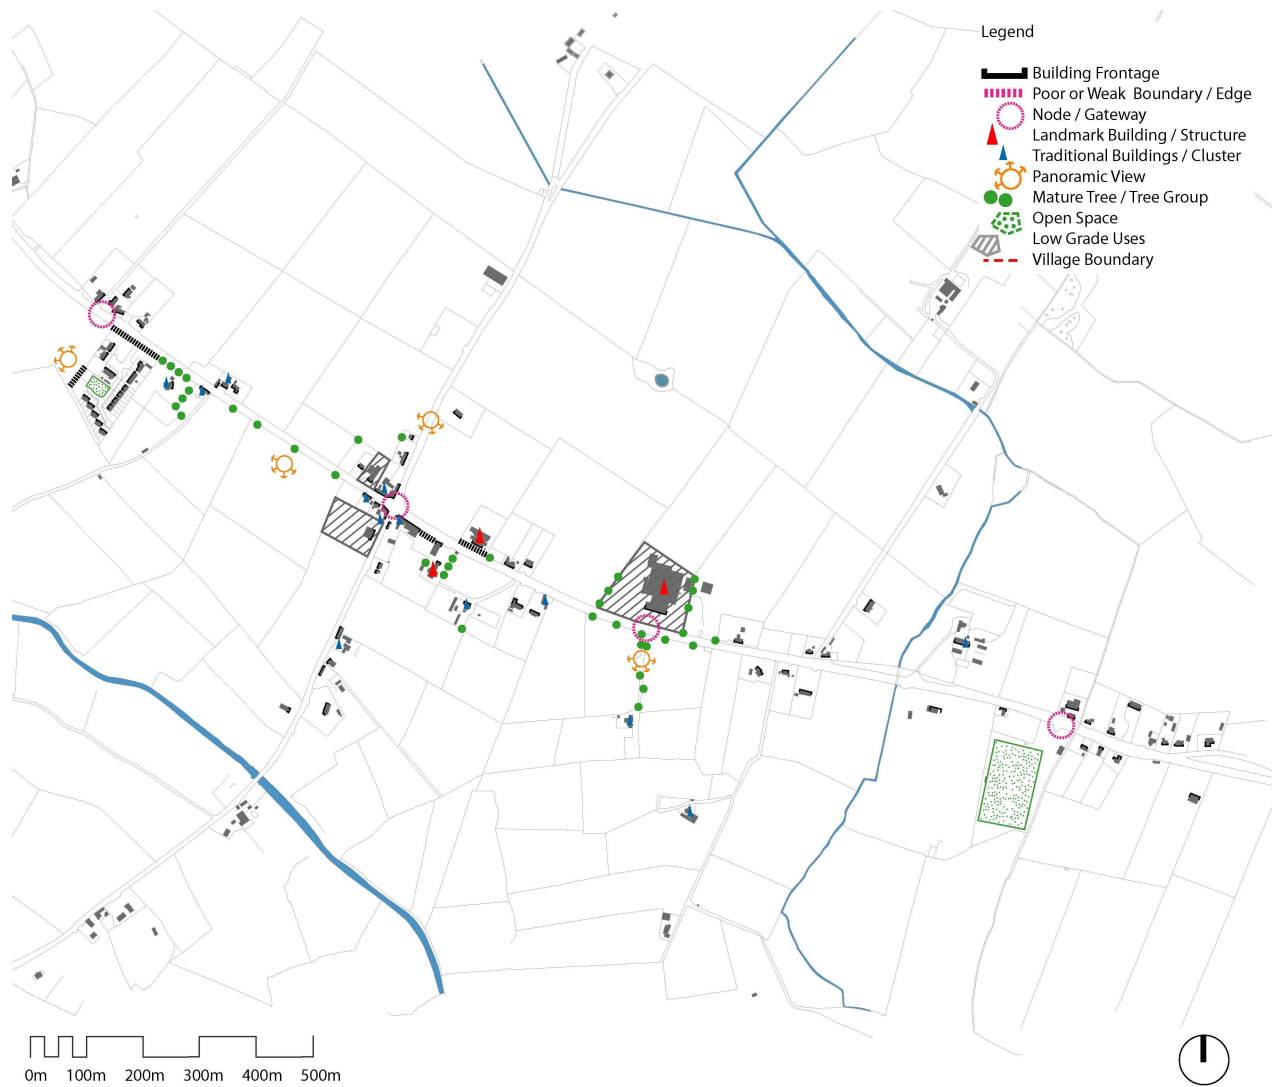 Legend
Building Frontage
Poor or Weak Boundary / Edge
Node / Gateway
Landmark Building / Structure
Traditional Buildings / Cluster
Panoramic View
Mature Tree / Tree Group
Open Space
Low Grade Uses
Village Boundary
0m 100m 200m 300m 400m 500m